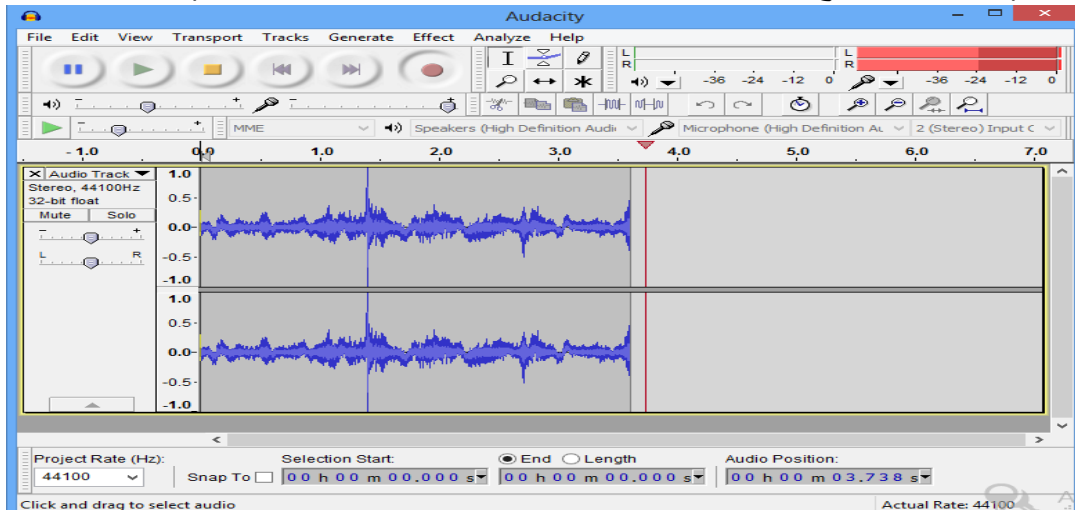 Audacity
File Edit View Transport Tracks Generate Effect Analyze Help
L
R
L
R
-36 -24 -12 0
-36 -24 -12 0
MME
Speakers (High Definition Audi
Microphone (High Definition Au
2 (Stereo) Input C
-1.0 0.0 1.0 2.0 3.0 4.0 5.0 6.0 7.0
X Audio Track
Stereo, 44100Hz
32-bit float
Mute Solo
- +
L R
1.0
0.5
0.0
-0.5
-1.0
1.0
0.5
0.0
-0.5
-1.0
Project Rate (Hz): Selection Start: End Length Audio Position:
44100 Snap To 00 h 00 m 00.000 s 00 h 00 m 00.000 s 00 h 00 m 03.738 s
Click and drag to select audio Actual Rate: 44100